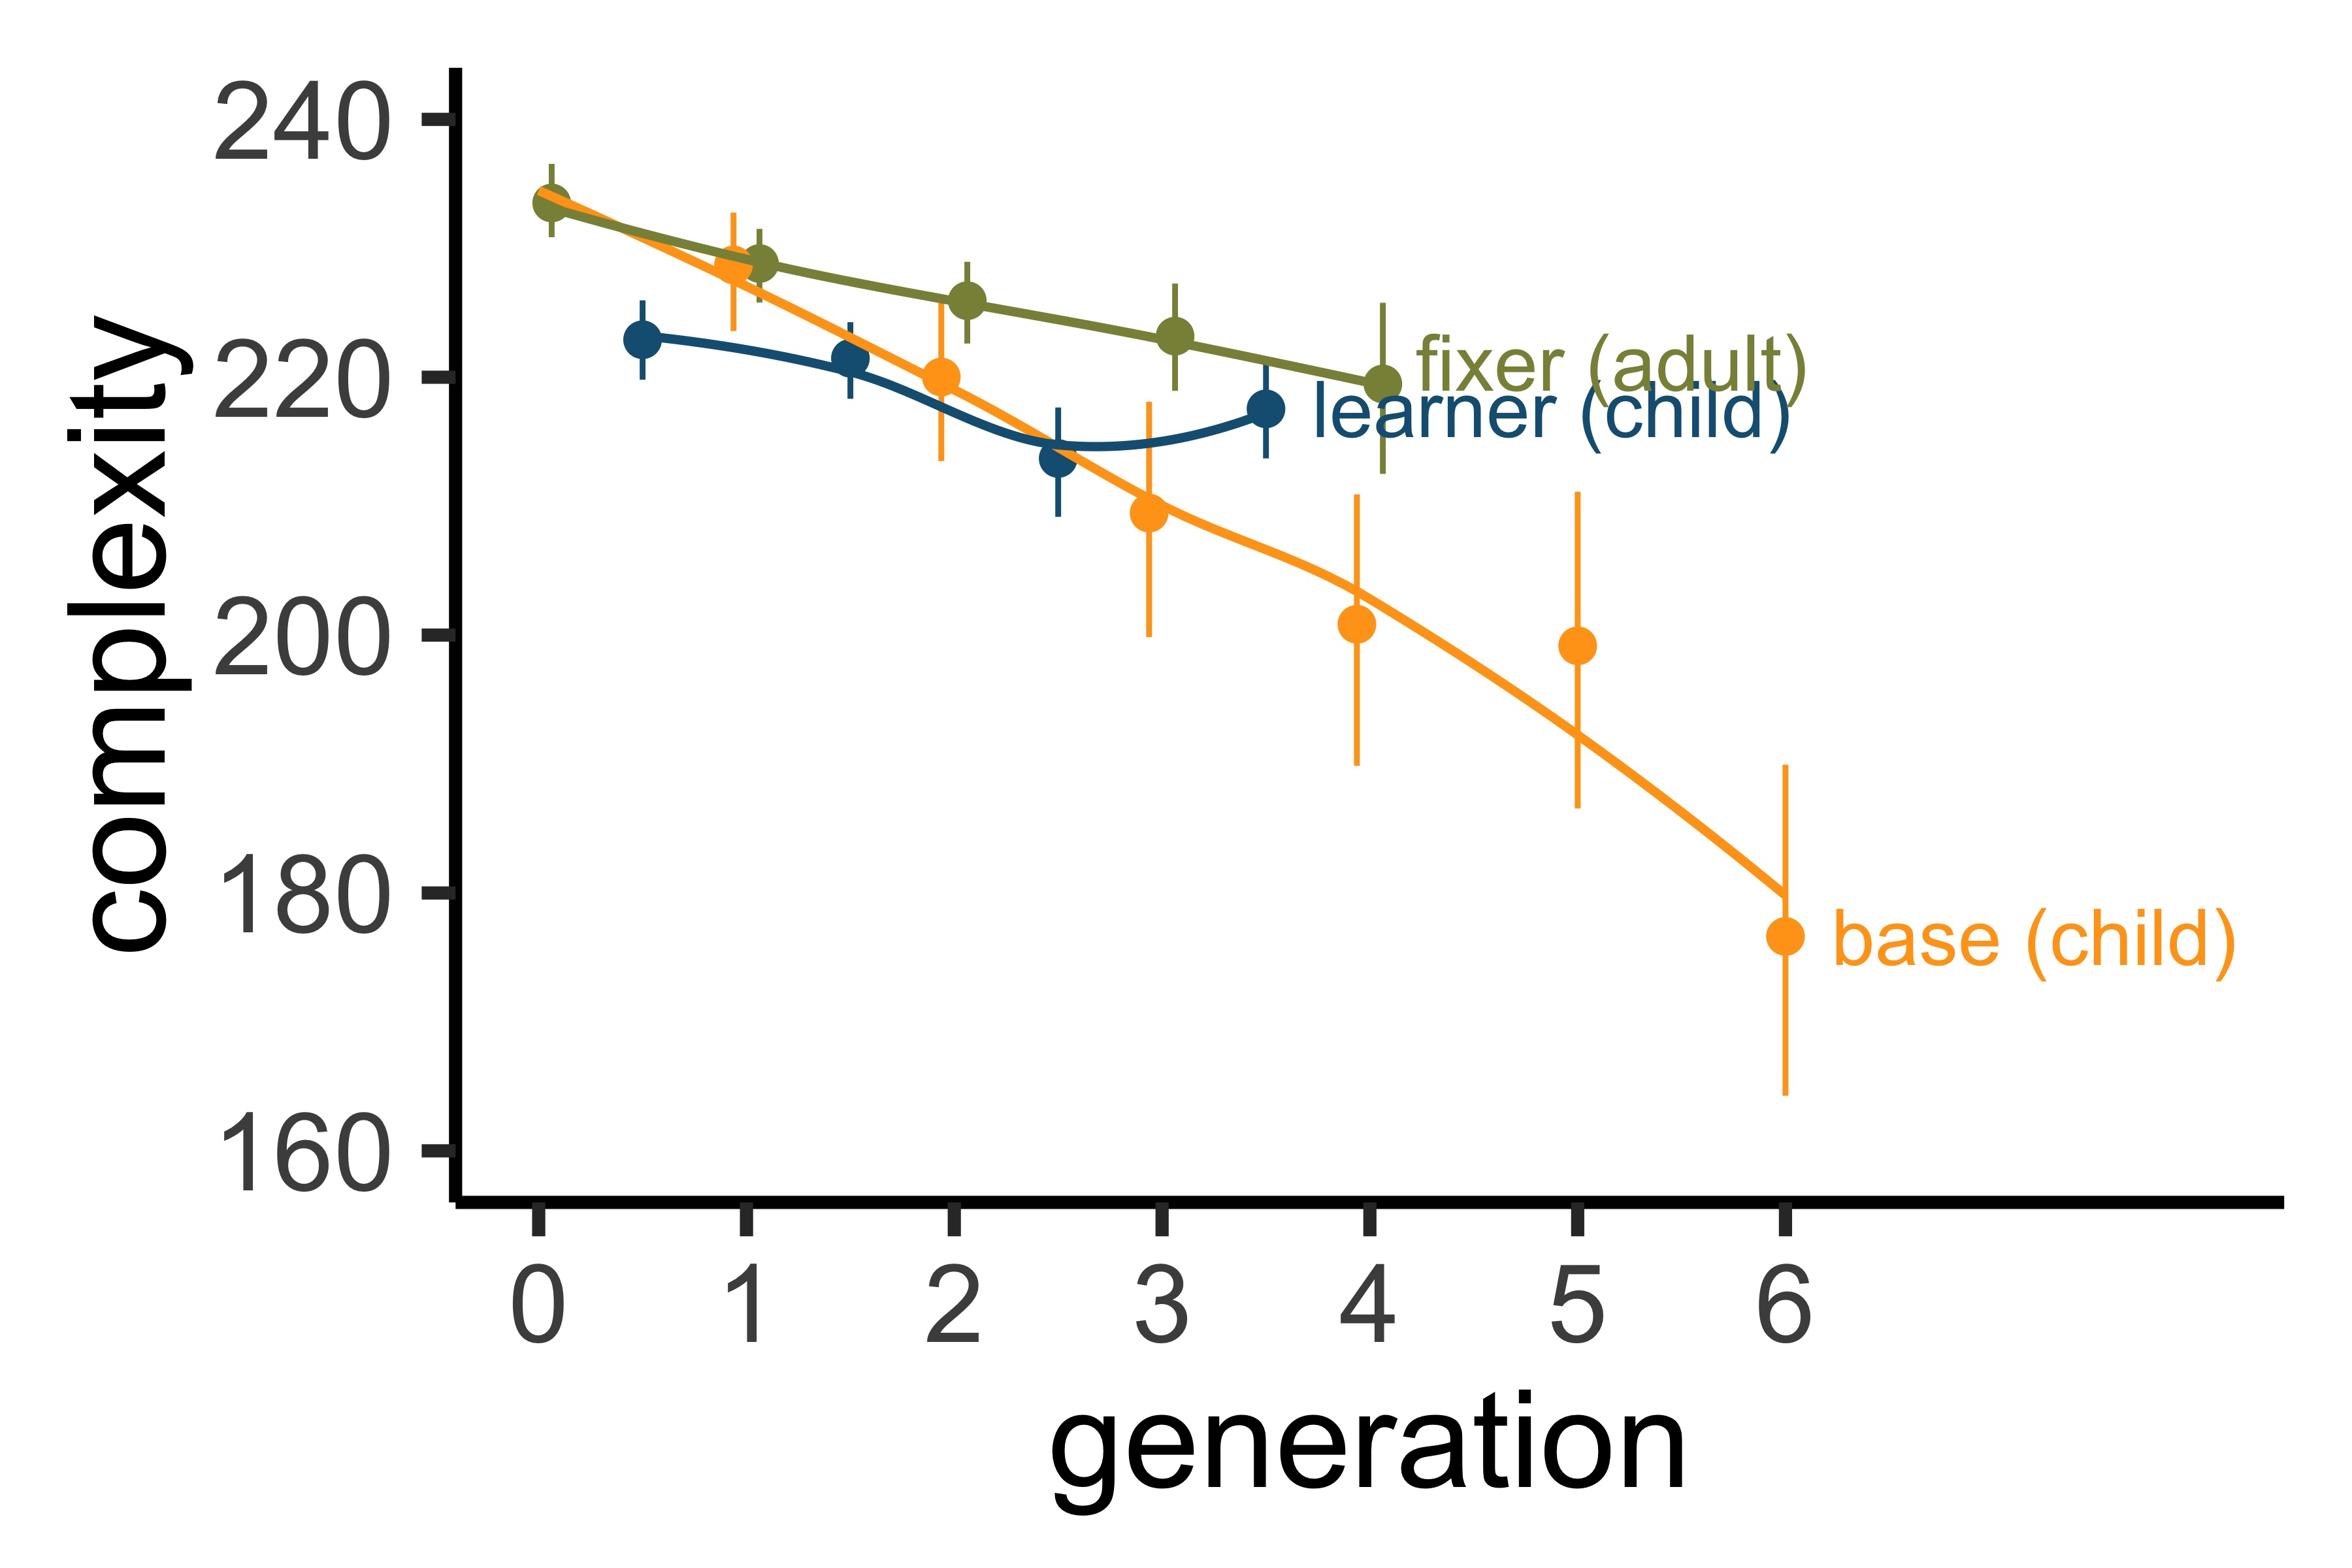 complexity
240
220
200
180
160
fixer (adult)
learner (child)
base (child)
0 1 2 3 4 5 6
generation